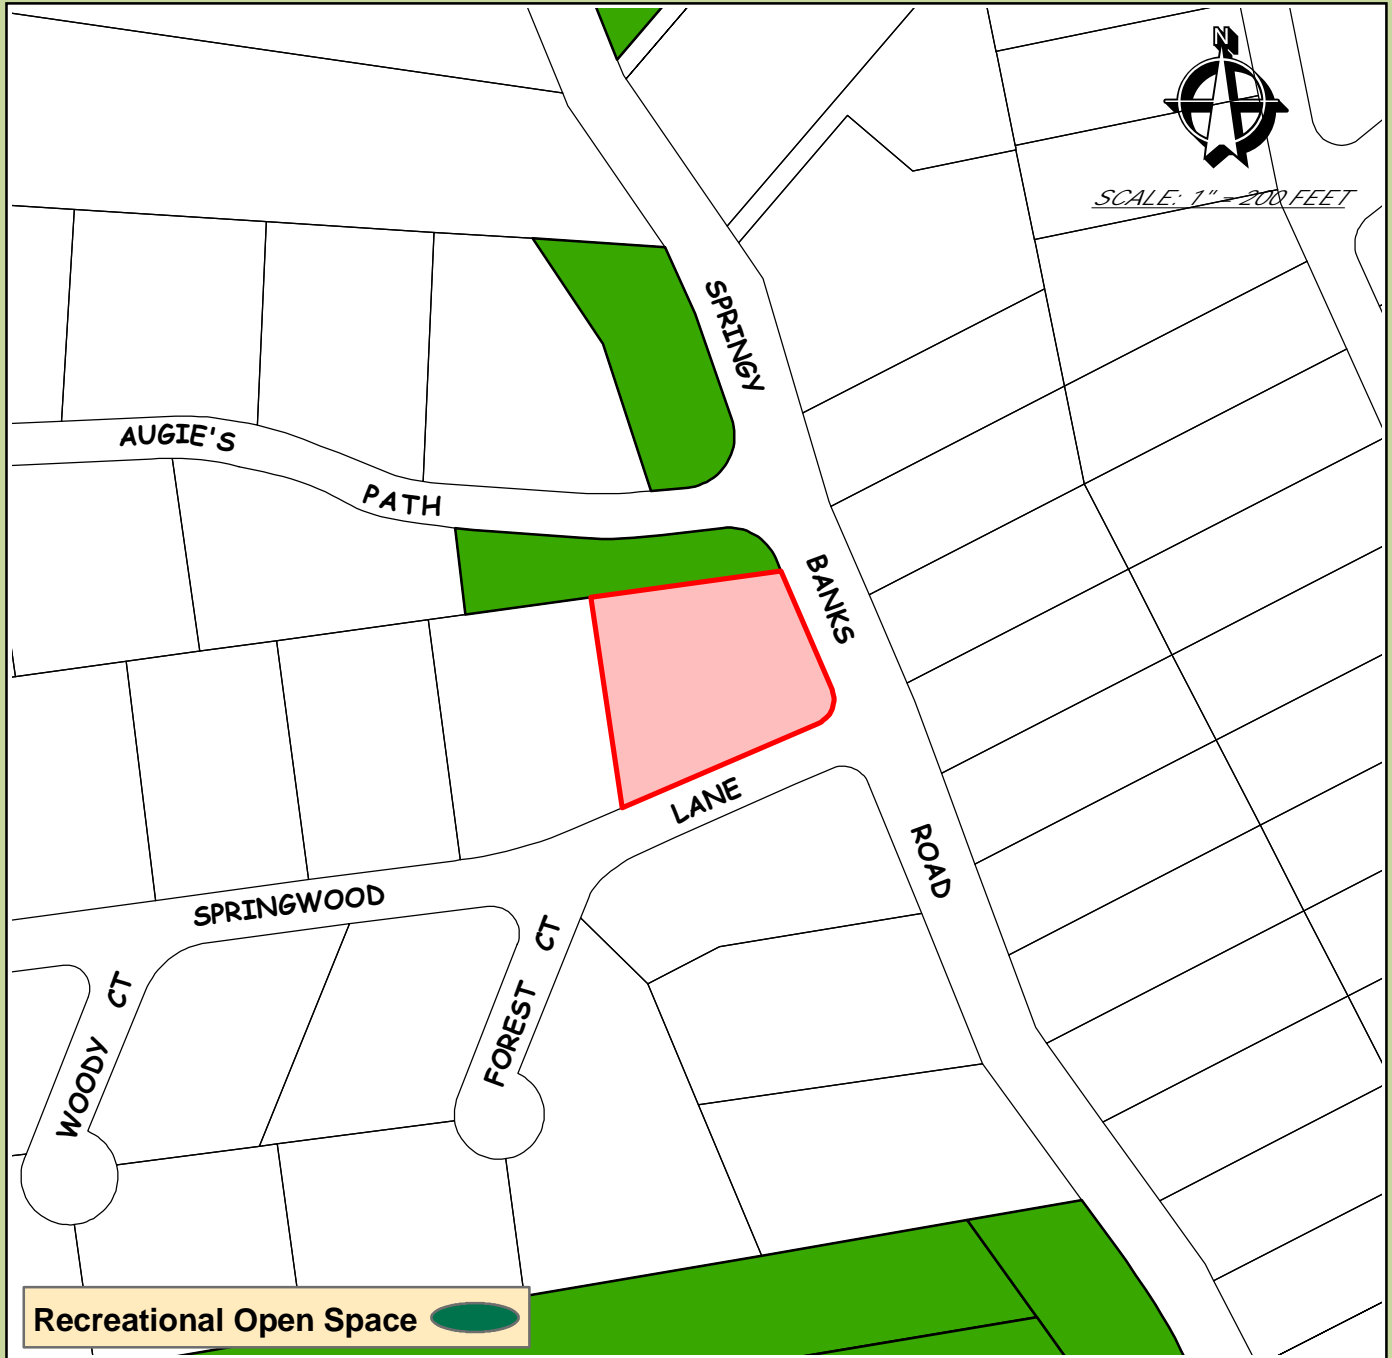 N
SCALE: 1" = 200 FEET
SPRINGY
BANKS
ROAD
AUGIE'S
PATH
LANE
SPRINGWOOD
FOREST CT
WOODY CT
Recreational Open Space